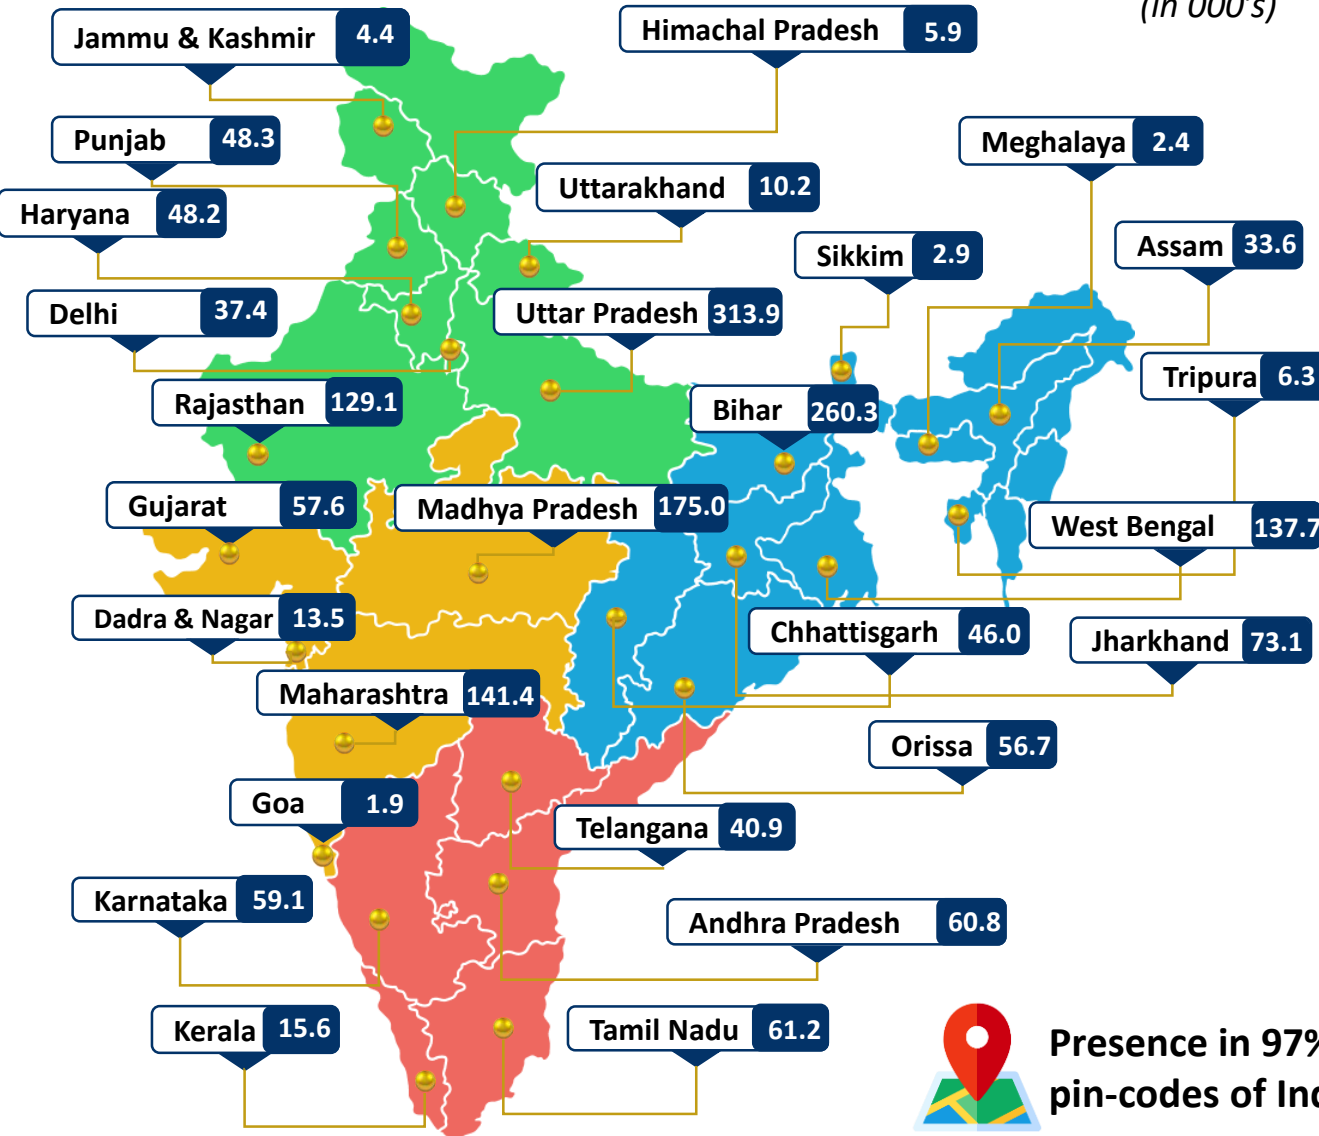 (in 000's)
Jammu & Kashmir 4.4
Himachal Pradesh 5.9
Punjab 48.3
Meghalaya 2.4
Uttarakhand 10.2
Haryana 48.2
Assam 33.6
Sikkim 2.9
Delhi 37.4
Uttar Pradesh 313.9
Tripura 6.3
Rajasthan 129.1
Bihar 260.3
Gujarat 57.6
Madhya Pradesh 175.0
West Bengal 137.7
Dadra & Nagar 13.5
Chhattisgarh 46.0
Jharkhand 73.1
Maharashtra 141.4
Orissa 56.7
Goa 1.9
Telangana 40.9
Karnataka 59.1
Andhra Pradesh 60.8
Kerala 15.6
Tamil Nadu 61.2
Presence in 97%
pin-codes of